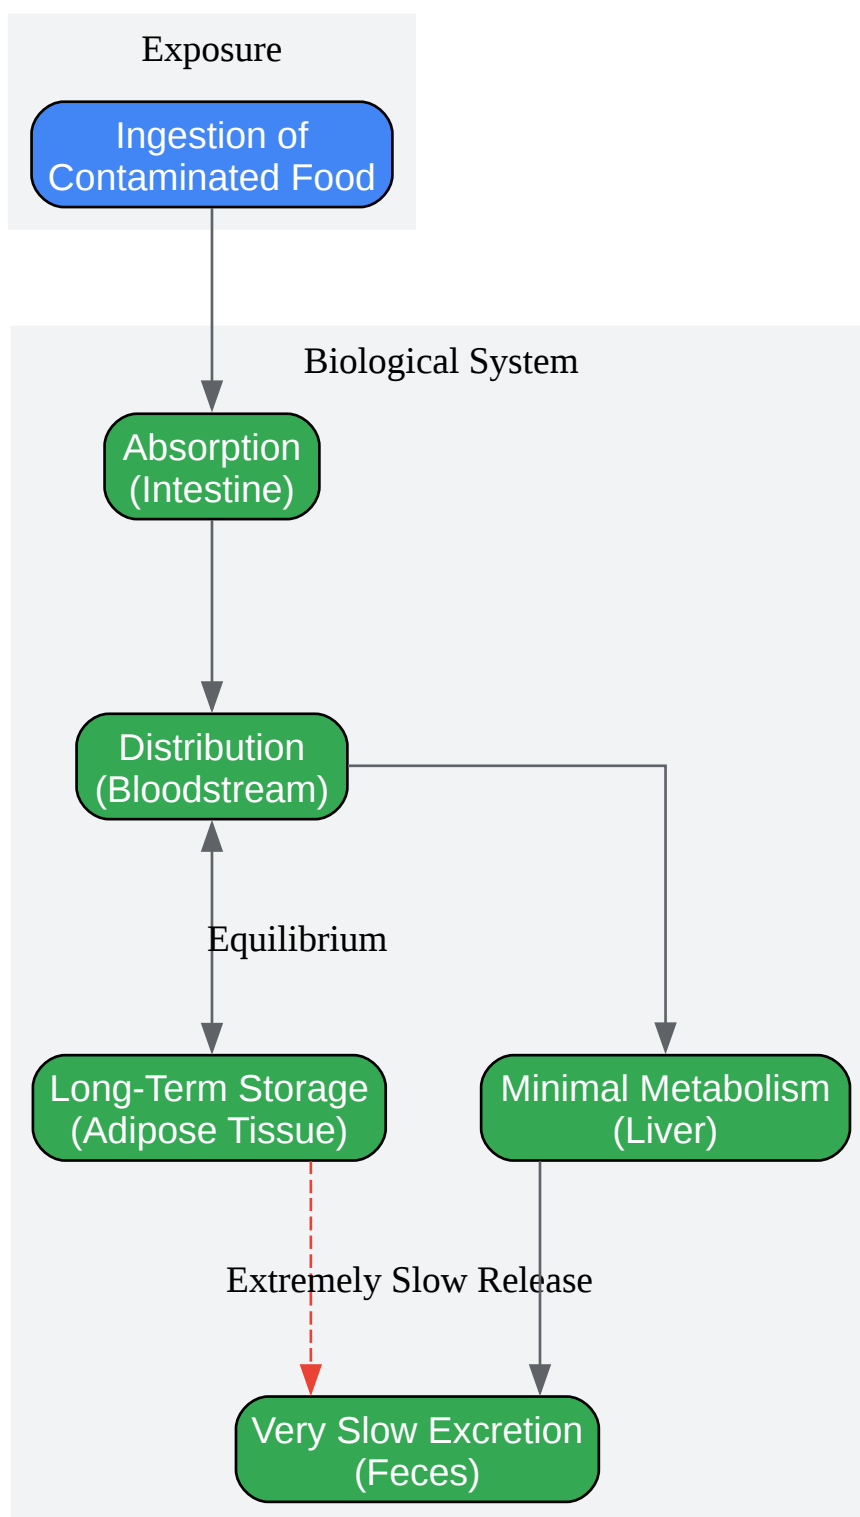 Exposure
Ingestion of
Contaminated Food
Biological System
Absorption
(Intestine)
Distribution
(Bloodstream)
Equilibrium
Long-Term Storage
(Adipose Tissue)
Minimal Metabolism
(Liver)
Extremely Slow Release
Very Slow Excretion
(Feces)